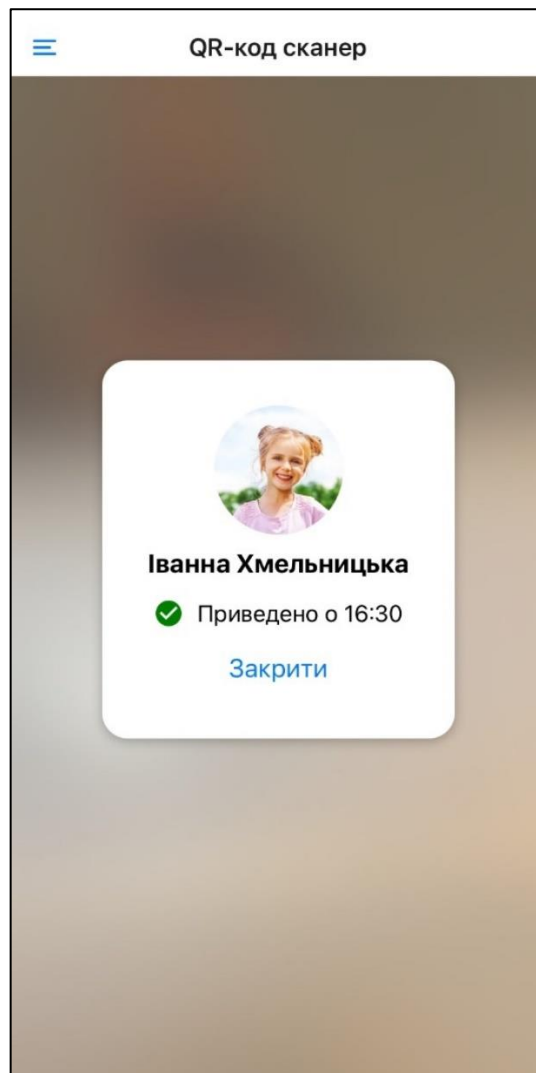 QR-код сканер
Іванна Хмельницька
Приведено о 16:30
Закрити